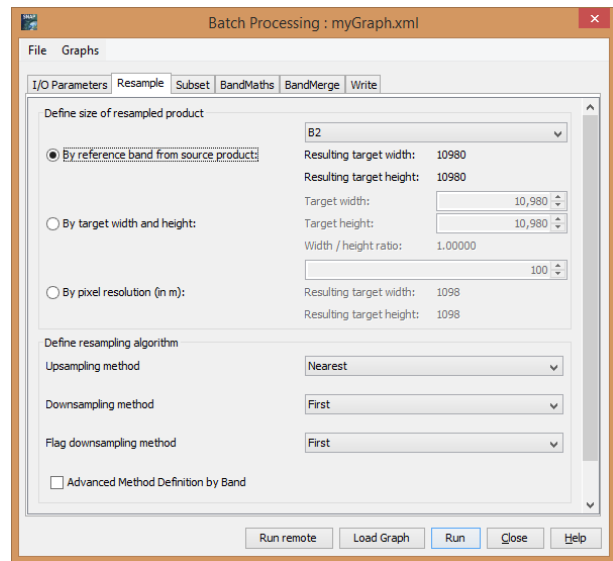 SNAP
Batch Processing : myGraph.xml
File Graphs
I/O Parameters Resample Subset BandMaths BandMerge Write
Define size of resampled product
B2
By reference band from source product:
Resulting target width: 10980
Resulting target height: 10980
Target width: 10,980
By target width and height:
Target height: 10,980
Width / height ratio: 1.00000
100
By pixel resolution (in m):
Resulting target width: 1098
Resulting target height: 1098
Define resampling algorithm
Upsampling method Nearest
Downsampling method First
Flag downsampling method First
Advanced Method Definition by Band
Run remote Load Graph Run Close Help